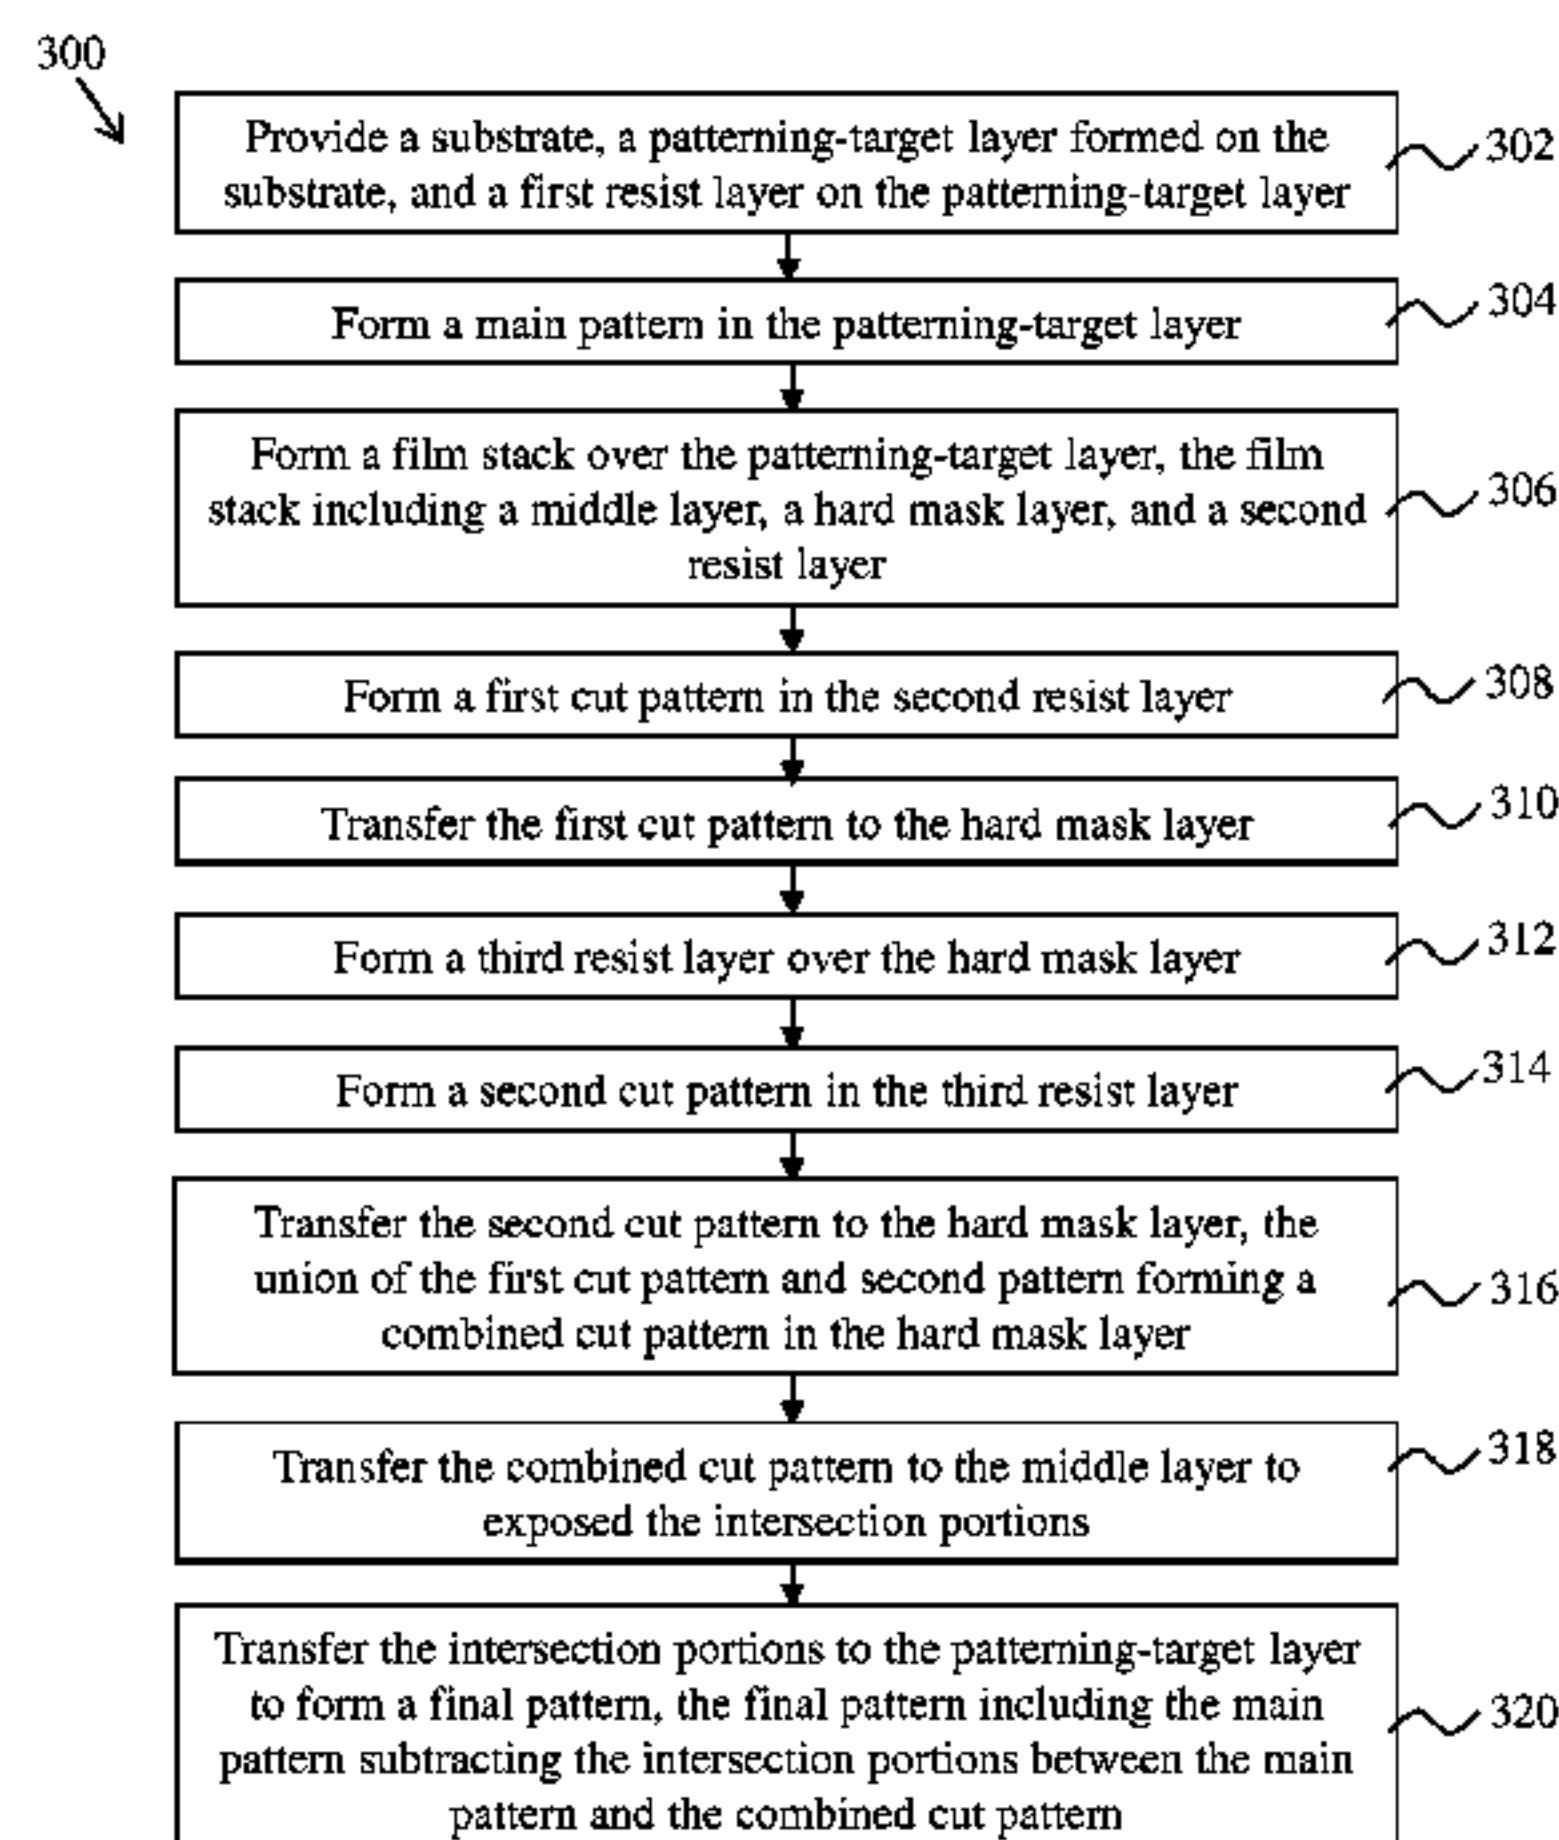 300
Provide a substrate, a patterning-target layer formed on the
substrate, and a first resist layer on the patterning-target layer
302
Form a main pattern in the patterning-target layer
304
Form a film stack over the patterning-target layer, the film
stack including a middle layer, a hard mask layer, and a second
resist layer
306
Form a first cut pattern in the second resist layer
308
Transfer the first cut pattern to the hard mask layer
310
Form a third resist layer over the hard mask layer
312
Form a second cut pattern in the third resist layer
314
Transfer the second cut pattern to the hard mask layer, the
union of the first cut pattern and second pattern forming a
combined cut pattern in the hard mask layer
316
Transfer the combined cut pattern to the middle layer to
exposed the intersection portions
318
Transfer the intersection portions to the patterning-target layer
to form a final pattern, the final pattern including the main
pattern subtracting the intersection portions between the main
pattern and the combined cut pattern
320